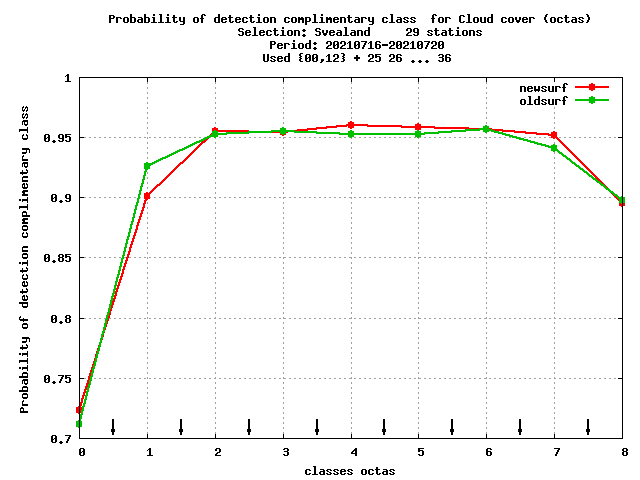 Probability of detection complimentary class  for Cloud cover (octas)
Selection: Svealand     29 stations
Period: 20210716-20210720
Used {00,12} + 25 26 ... 36
newsurf
oldsurf
Probability of detection complimentary class
1
0.95
0.9
0.85
0.8
0.75
0.7
0 1 2 3 4 5 6 7 8
classes octas